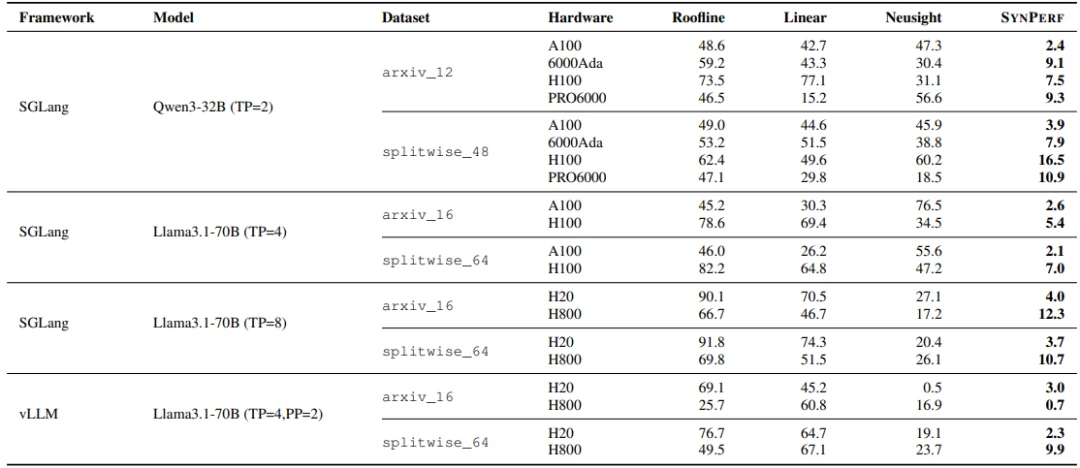 Framework Model Dataset Hardware Roofline Linear Neusight SYNPERF
SGLang Qwen3-32B (TP=2) arxiv_12 A100 48.6 42.7 47.3 2.4
6000Ada 59.2 43.3 30.4 9.1
H100 73.5 77.1 31.1 7.5
PRO6000 46.5 15.2 56.6 9.3
splitwise_48 A100 49.0 44.6 45.9 3.9
6000Ada 53.2 51.5 38.8 7.9
H100 62.4 49.6 60.2 16.5
PRO6000 47.1 29.8 18.5 10.9
SGLang Llama3.1-70B (TP=4) arxiv_16 A100 45.2 30.3 76.5 2.6
H100 78.6 69.4 34.5 5.4
splitwise_64 A100 46.0 26.2 55.6 2.1
H100 82.2 64.8 47.2 7.0
SGLang Llama3.1-70B (TP=8) arxiv_16 H20 90.1 70.5 27.1 4.0
H800 66.7 46.7 17.2 12.3
splitwise_64 H20 91.8 74.3 20.4 3.7
H800 69.8 51.5 26.1 10.7
vLLM Llama3.1-70B (TP=4,PP=2) arxiv_16 H20 69.1 45.2 0.5 3.0
H800 25.7 60.8 16.9 0.7
splitwise_64 H20 76.7 64.7 19.1 2.3
H800 49.5 67.1 23.7 9.9